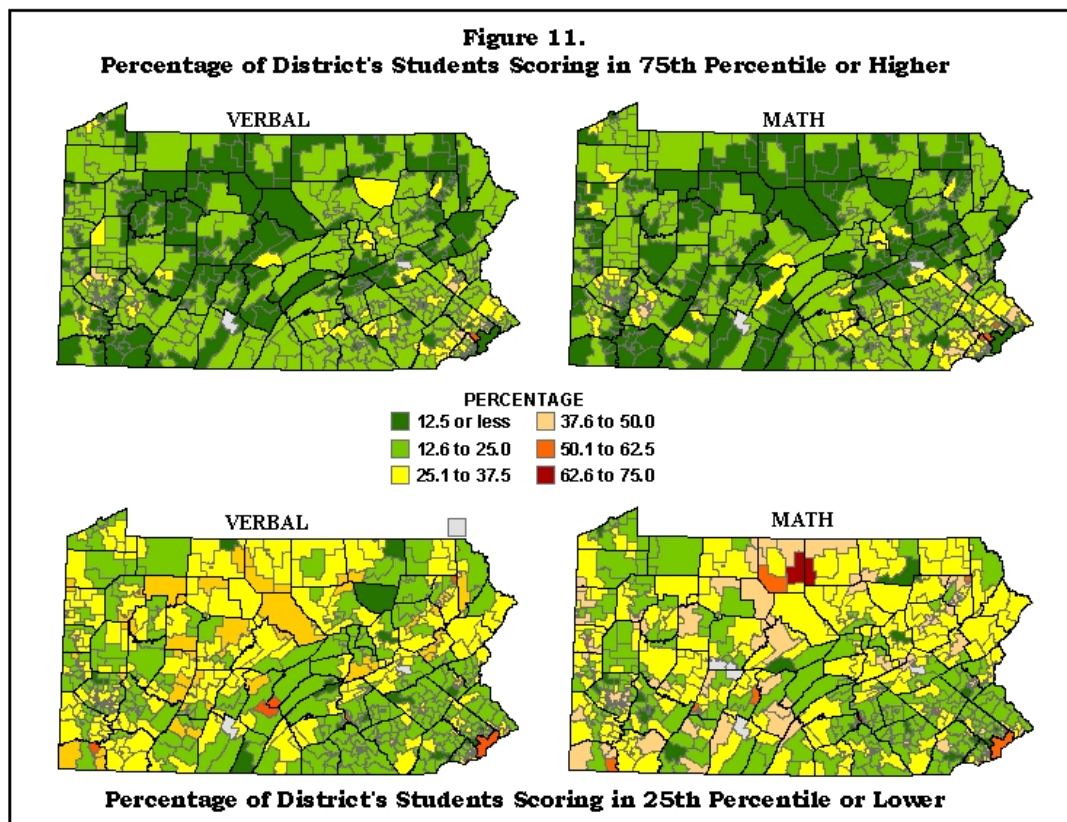 Figure 11.
Percentage of District's Students Scoring in 75th Percentile or Higher
VERBAL
MATH
PERCENTAGE
12.5 or less
12.6 to 25.0
25.1 to 37.5
37.6 to 50.0
50.1 to 62.5
62.6 to 75.0
VERBAL
MATH
Percentage of District's Students Scoring in 25th Percentile or Lower